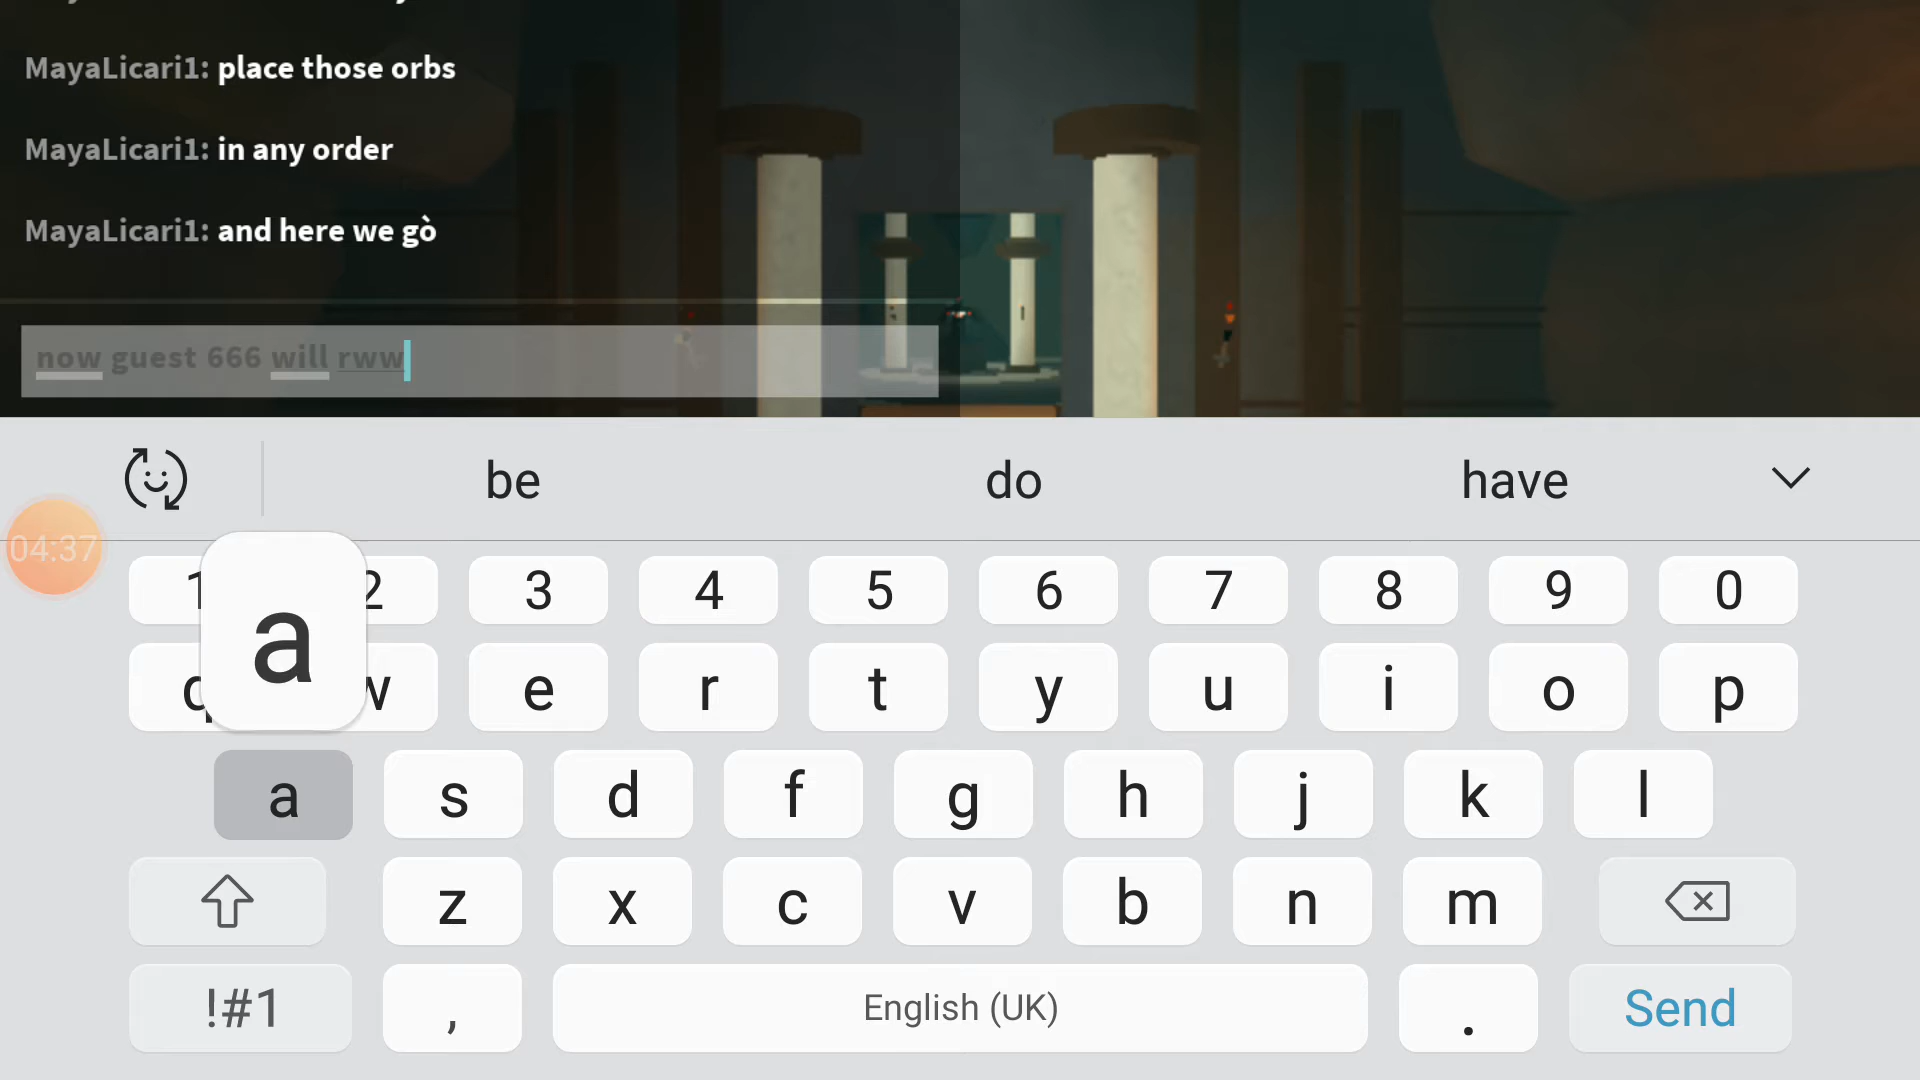 MayaLicari1: place those orbs
MayaLicari1: in any order
MayaLicari1: and here we gò
now guest 666 will rww
be do have
04:37
a
1 2 3 4 5 6 7 8 9 0
q w e r t y u i o p
a s d f g h j k l
z x c v b n m
!#1 , English (UK) . Send